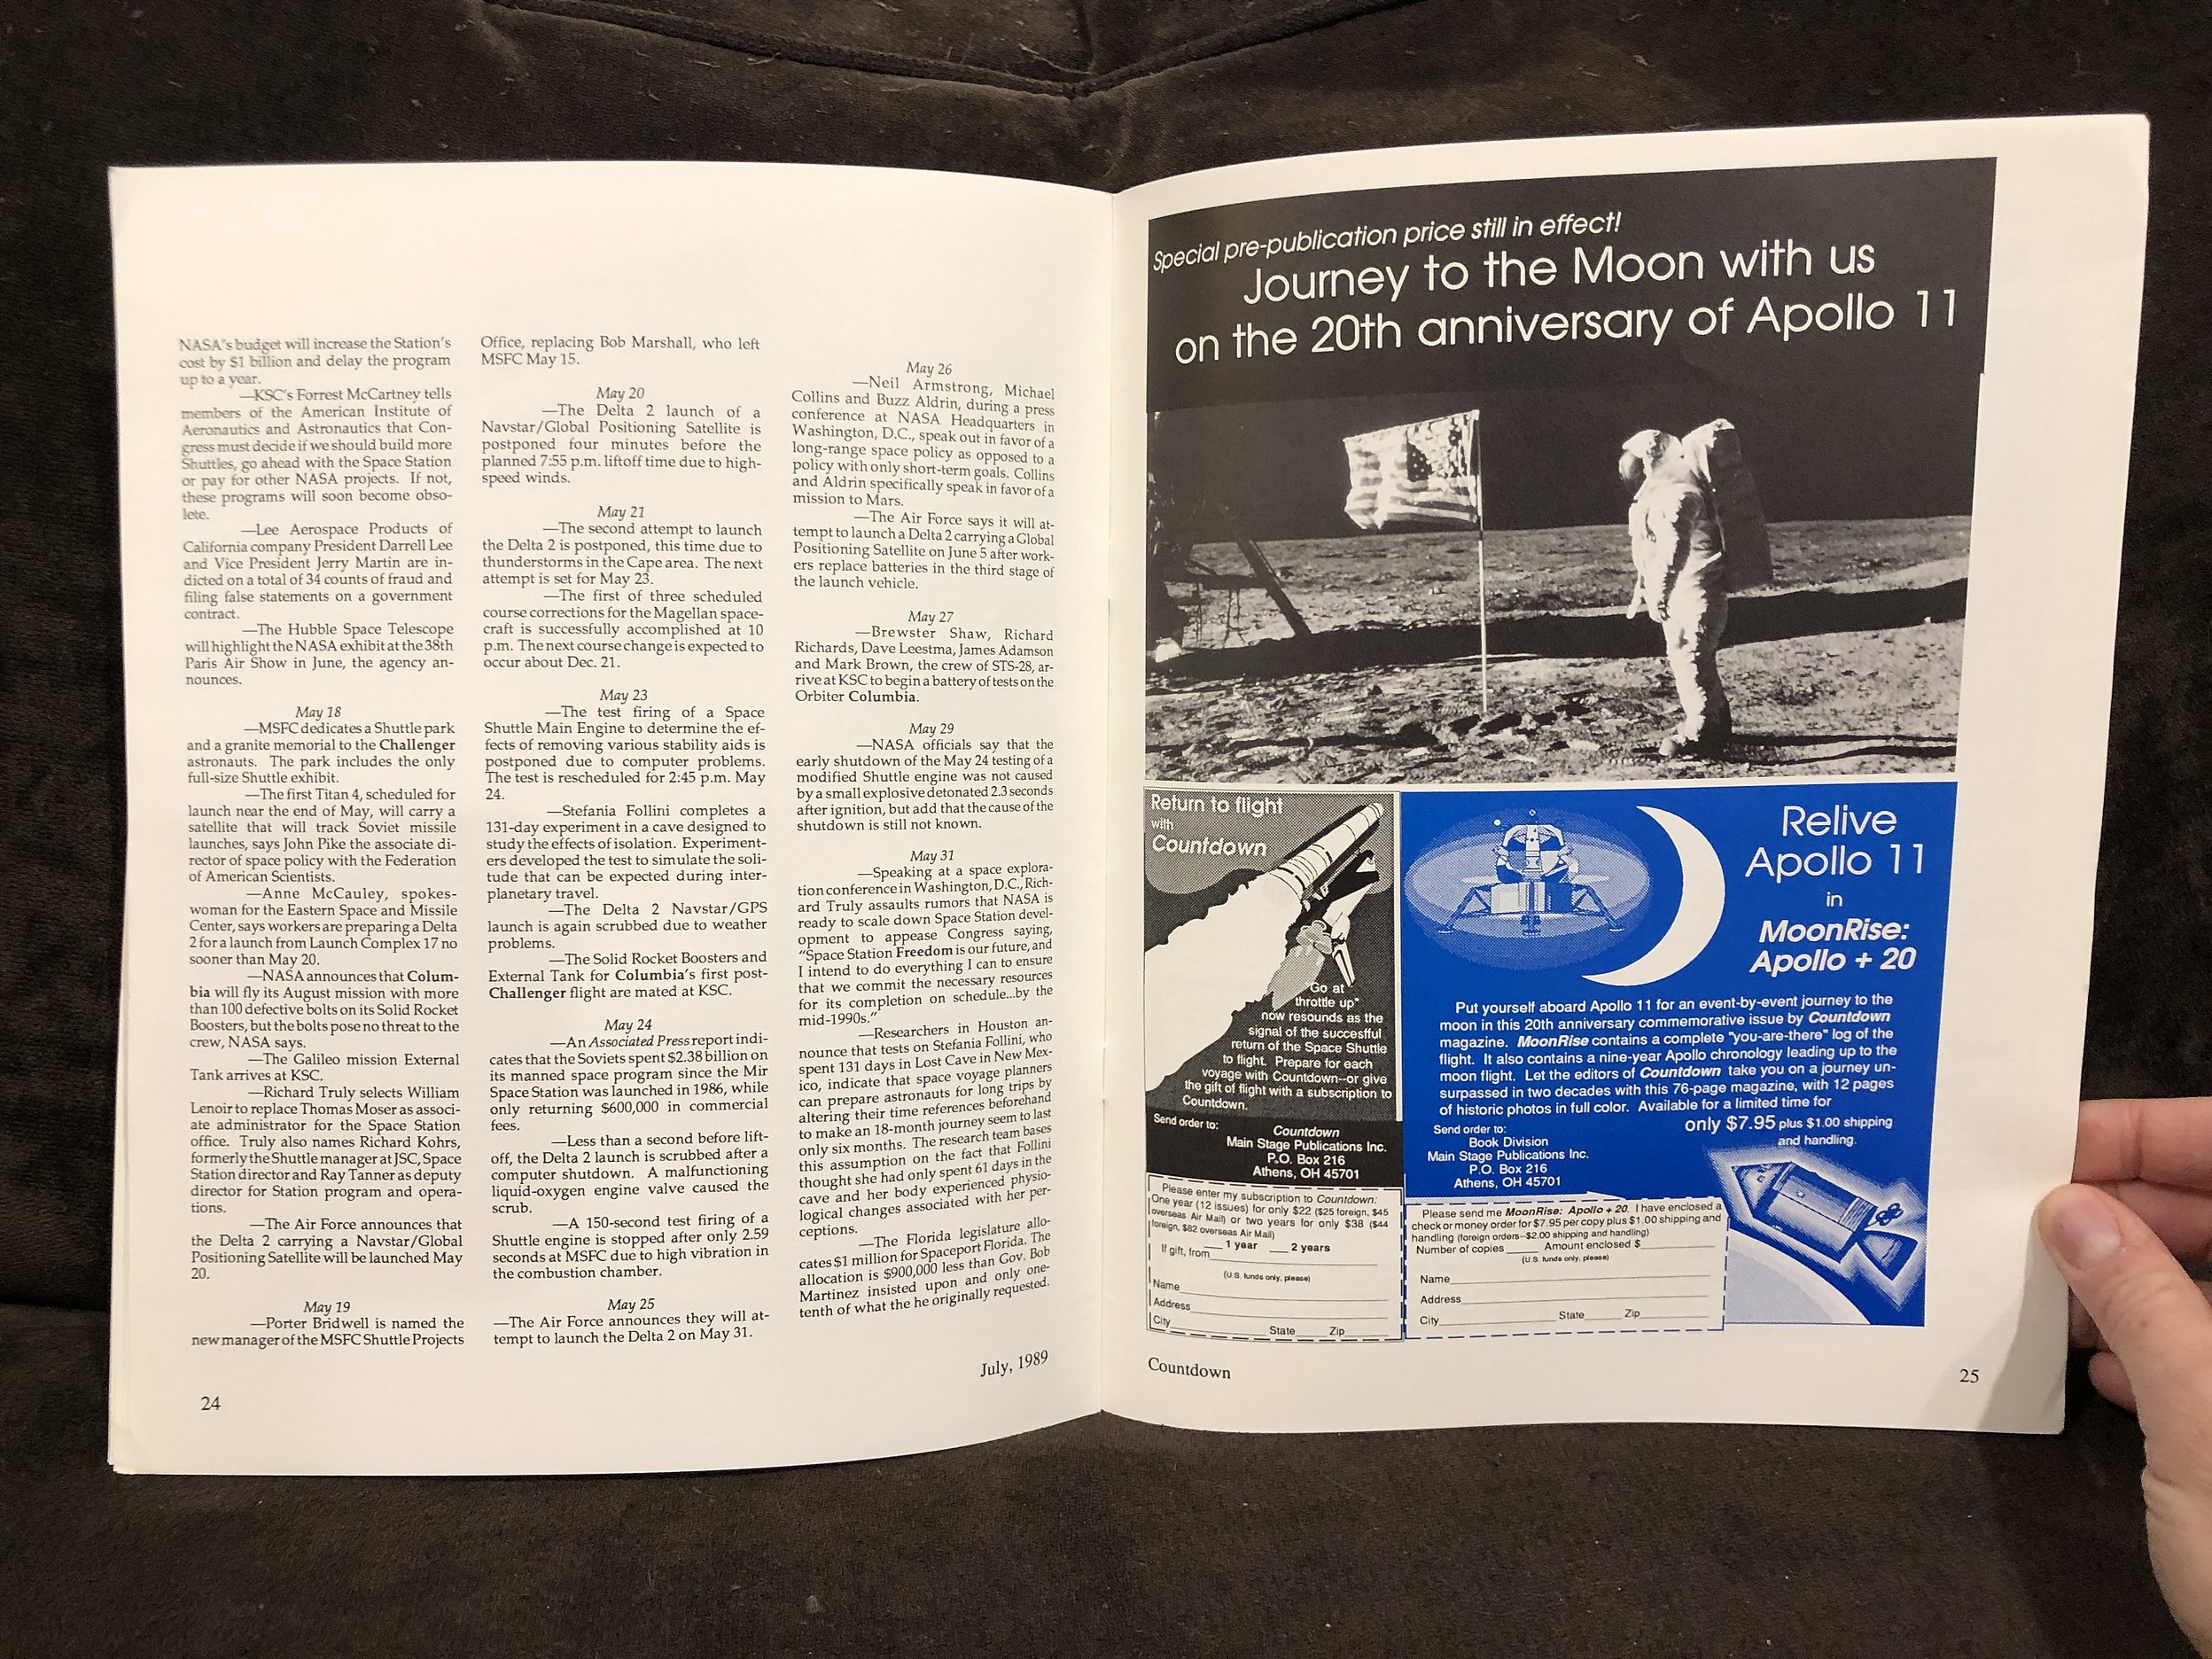 NASA's budget will increase the Station's
cost by $1 billion and delay the program
up to a year.
—KSC's Forrest McCartney tells
members of the American Institute of
Aeronautics and Astronautics that Con-
gress must decide if we should build more
Shuttles, go ahead with the Space Station
or pay for other NASA projects. If not,
these programs will soon become obso-
lete.
—Lee Aerospace Products of
California company President Darrell Lee
and Vice President Jerry Martin are in-
dicted on a total of 34 counts of fraud and
filing false statements on a government
contract.
—The Hubble Space Telescope
will highlight the NASA exhibit at the 38th
Paris Air Show in June, the agency an-
nounces.
May 18
—MSFC dedicates a Shuttle park
and a granite memorial to the Challenger
astronauts. The park includes the only
full-size Shuttle exhibit.
—The first Titan 4, scheduled for
launch near the end of May, will carry a
satellite that will track Soviet missile
launches, says John Pike the associate di-
rector of space policy with the Federation
of American Scientists.
—Anne McCauley, spokes-
woman for the Eastern Space and Missile
Center, says workers are preparing a Delta
2 for a launch from Launch Complex 17 no
sooner than May 20.
—NASA announces that Colum-
bia will fly its August mission with more
than 100 defective bolts on its Solid Rocket
Boosters, but the bolts pose no threat to the
crew, NASA says.
—The Galileo mission External
Tank arrives at KSC.
—Richard Truly selects William
Lenoir to replace Thomas Moser as associ-
ate administrator for the Space Station
office. Truly also names Richard Kohrs,
formerly the Shuttle manager at JSC, Space
Station director and Ray Tanner as deputy
director for Station program and opera-
tions.
—The Air Force announces that
the Delta 2 carrying a Navstar/Global
Positioning Satellite will be launched May
20.
May 19
—Porter Bridwell is named the
new manager of the MSFC Shuttle Projects
Office, replacing Bob Marshall, who left
MSFC May 15.
May 20
—The Delta 2 launch of a
Navstar/Global Positioning Satellite is
postponed four minutes before the
planned 7:55 p.m. liftoff time due to high-
speed winds.
May 21
—The second attempt to launch
the Delta 2 is postponed, this time due to
thunderstorms in the Cape area. The next
attempt is set for May 23.
—The first of three scheduled
course corrections for the Magellan space-
craft is successfully accomplished at 10
p.m. The next course change is expected to
occur about Dec. 21.
May 23
—The test firing of a Space
Shuttle Main Engine to determine the ef-
fects of removing various stability aids is
postponed due to computer problems.
The test is rescheduled for 2:45 p.m. May
24.
—Stefania Follini completes a
131-day experiment in a cave designed to
study the effects of isolation. Experiment-
ers developed the test to simulate the soli-
tude that can be expected during inter-
planetary travel.
—The Delta 2 Navstar/GPS
launch is again scrubbed due to weather
problems.
—The Solid Rocket Boosters and
External Tank for Columbia's first post-
Challenger flight are mated at KSC.
May 24
—An Associated Press report indi-
cates that the Soviets spent $2.38 billion on
its manned space program since the Mir
Space Station was launched in 1986, while
only returning $600,000 in commercial
fees.
—Less than a second before lift-
off, the Delta 2 launch is scrubbed after a
computer shutdown. A malfunctioning
liquid-oxygen engine valve caused the
scrub.
—A 150-second test firing of a
Shuttle engine is stopped after only 2.59
seconds at MSFC due to high vibration in
the combustion chamber.
May 25
—The Air Force announces they will at-
tempt to launch the Delta 2 on May 31.
May 26
—Neil Armstrong, Michael
Collins and Buzz Aldrin, during a press
conference at NASA Headquarters in
Washington, D.C., speak out in favor of a
long-range space policy as opposed to a
policy with only short-term goals. Collins
and Aldrin specifically speak in favor of a
mission to Mars.
—The Air Force says it will at-
tempt to launch a Delta 2 carrying a Global
Positioning Satellite on June 5 after work-
ers replace batteries in the third stage of
the launch vehicle.
May 27
—Brewster Shaw, Richard
Richards, Dave Leestma, James Adamson
and Mark Brown, the crew of STS-28, ar-
rive at KSC to begin a battery of tests on the
Orbiter Columbia.
May 29
—NASA officials say that the
early shutdown of the May 24 testing of a
modified Shuttle engine was not caused
by a small explosive detonated 2.3 seconds
after ignition, but add that the cause of the
shutdown is still not known.
May 31
—Speaking at a space explora-
tion conference in Washington, D.C., Rich-
ard Truly assaults rumors that NASA is
ready to scale down Space Station devel-
opment to appease Congress saying,
"Space Station Freedom is our future, and
I intend to do everything I can to ensure
that we commit the necessary resources
for its completion on schedule...by the
mid-1990s."
—Researchers in Houston an-
nounce that tests on Stefania Follini, who
spent 131 days in Lost Cave in New Mex-
ico, indicate that space voyage planners
can prepare astronauts for long trips by
altering their time references beforehand
to make an 18-month journey seem to last
only six months. The research team bases
this assumption on the fact that Follini
thought she had only spent 61 days in the
cave and her body experienced physio-
logical changes associated with her per-
ceptions.
—The Florida legislature allo-
cates $1 million for Spaceport Florida. The
allocation is $900,000 less than Gov. Bob
Martinez insisted upon and only one-
tenth of what the he originally requested.
July, 1989
24
Special pre-publication price still in effect!
Journey to the Moon with us
on the 20th anniversary of Apollo 11
Return to flight
with
Countdown
"Go at
throttle up"
now resounds as the
signal of the succesful
return of the Space Shuttle
to flight. Prepare for each
voyage with Countdown--or give
the gift of flight with a subscription to
Countdown.
Send order to:
Countdown
Main Stage Publications Inc.
P.O. Box 216
Athens, OH 45701
Please enter my subscription to Countdown:
One year (12 issues) for only $22 ($25 foreign, $45
overseas Air Mail) or two years for only $38 ($44
foreign, $82 overseas Air Mail)
___ 1 year ___ 2 years
If gift, from
(U.S. funds only, please)
Name
Address
City State Zip
Relive
Apollo 11
in
MoonRise:
Apollo + 20
Put yourself aboard Apollo 11 for an event-by-event journey to the
moon in this 20th anniversary commemorative issue by Countdown
magazine. MoonRise contains a complete "you-are-there" log of the
flight. It also contains a nine-year Apollo chronology leading up to the
moon flight. Let the editors of Countdown take you on a journey un-
surpassed in two decades with this 76-page magazine, with 12 pages
of historic photos in full color. Available for a limited time for
only $7.95 plus $1.00 shipping
and handling.
Send order to:
Book Division
Main Stage Publications Inc.
P.O. Box 216
Athens, OH 45701
Please send me MoonRise: Apollo + 20. I have enclosed a
check or money order for $7.95 per copy plus $1.00 shipping and
handling (foreign orders--$2.00 shipping and handling)
Number of copies _____ Amount enclosed $
(U.S. funds only, please)
Name
Address
City State Zip
Countdown
25